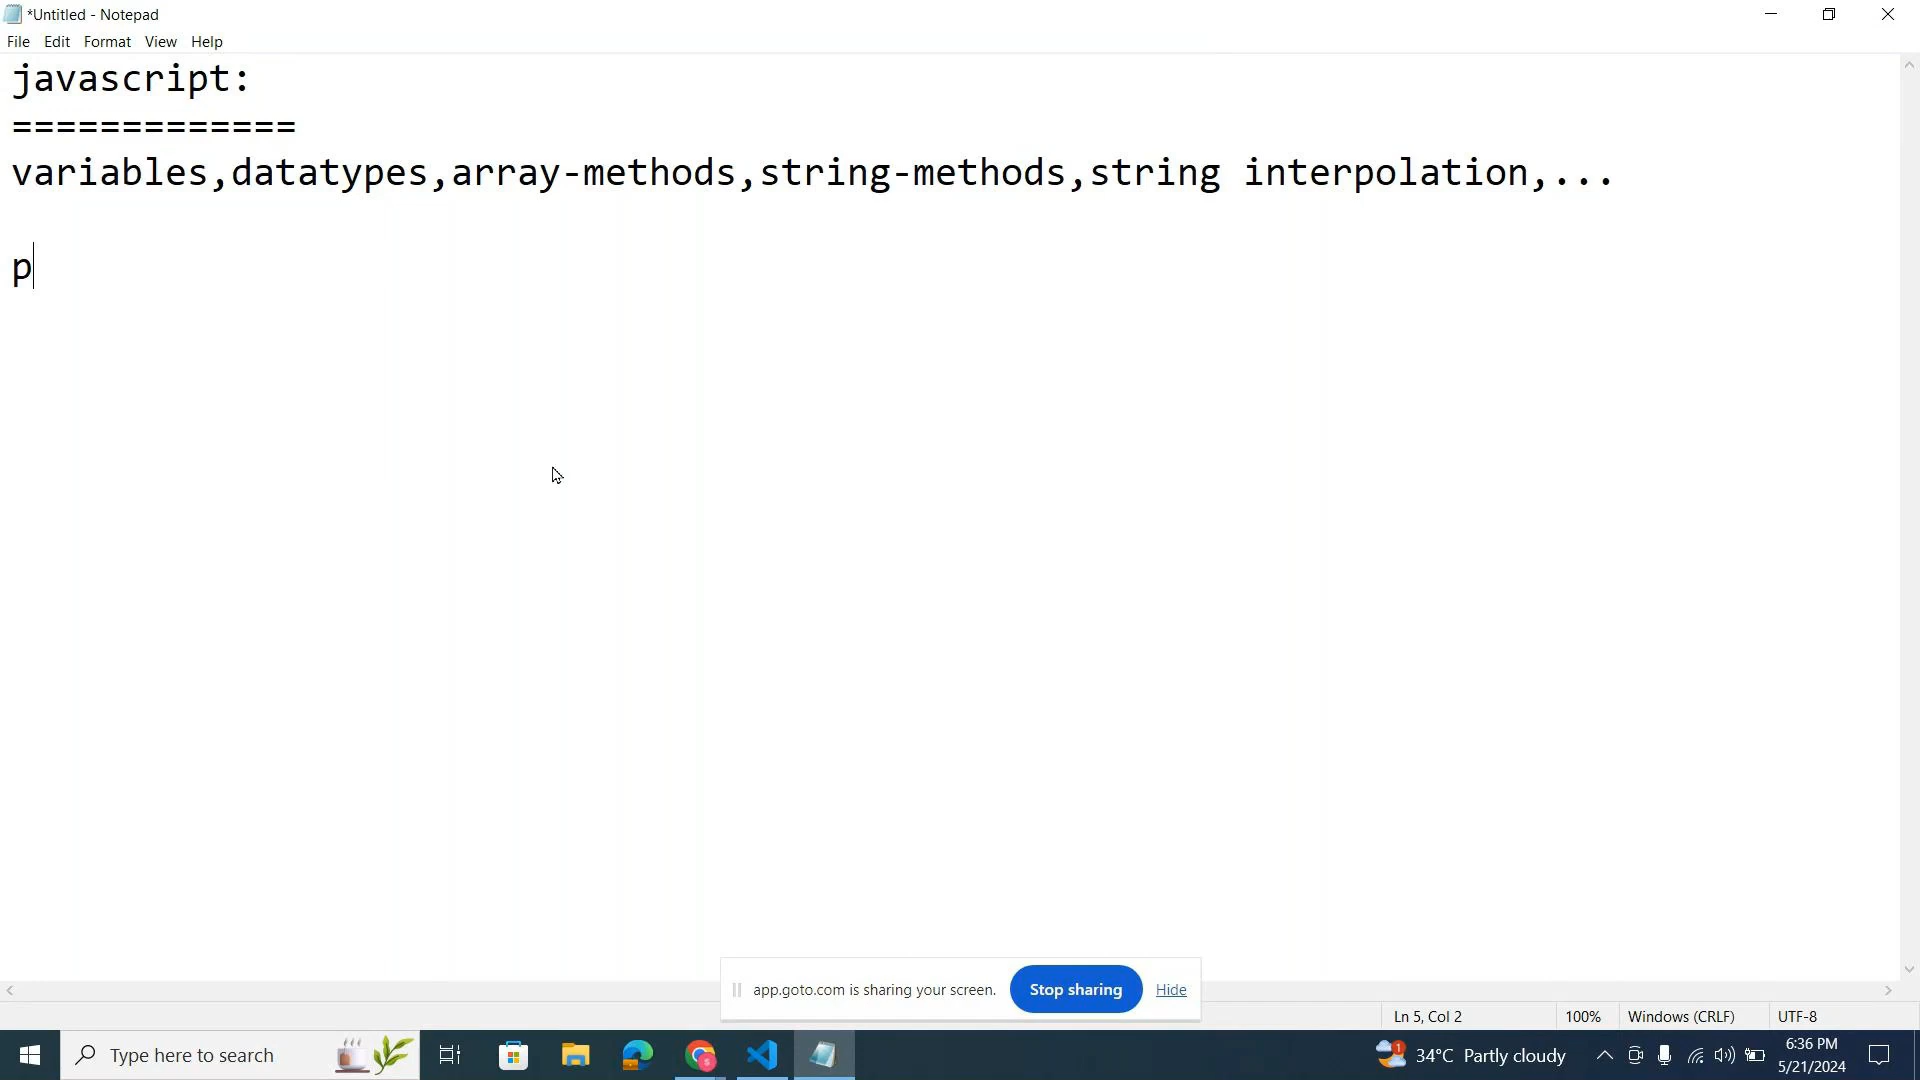 *Untitled - Notepad
File Edit Format View Help
javascript:
=============
variables,datatypes,array-methods,string-methods,string interpolation,...
p
app.goto.com is sharing your screen. Stop sharing Hide
Ln 5, Col 2 100% Windows (CRLF) UTF-8
Type here to search
1 34°C Partly cloudy
6:36 PM
5/21/2024